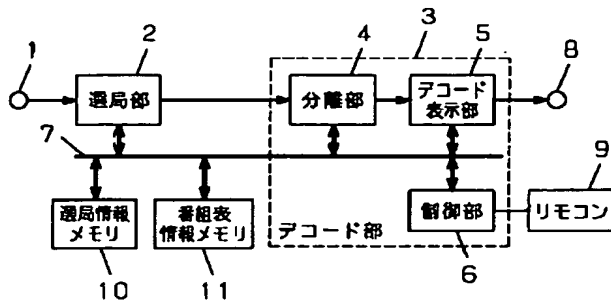 1
2
4
3
5
8
選局部
分離部
デコード
表示部
7
9
選局情報
メモリ
番組表
情報メモリ
デコード部
制御部
リモコン
10
11
6